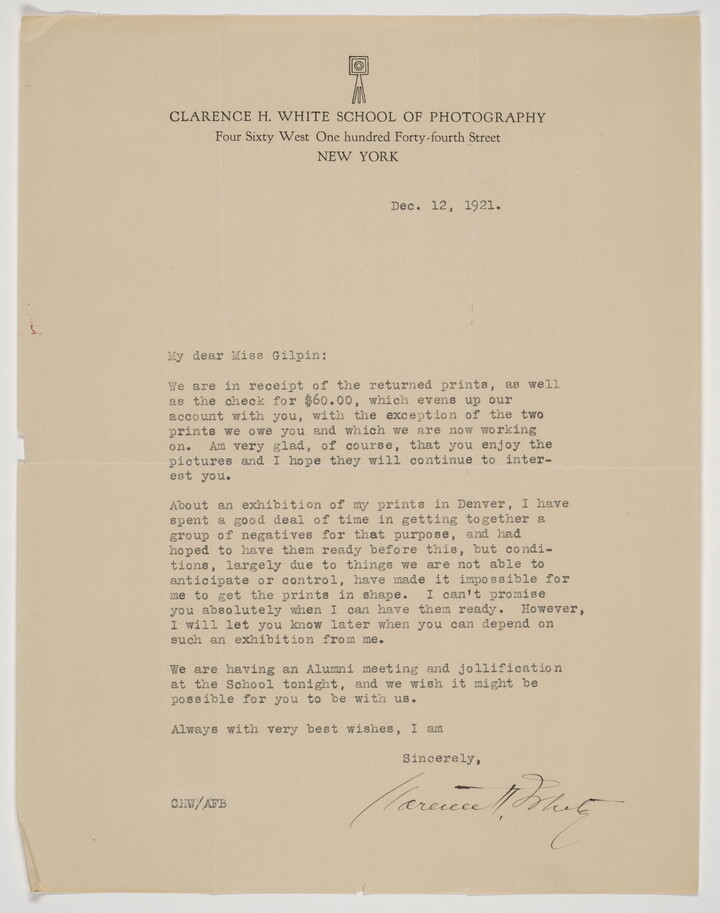 CLARENCE H. WHITE SCHOOL OF PHOTOGRAPHY
Four Sixty West One hundred Forty-fourth Street
NEW YORK
Dec. 12, 1921.
My dear Miss Gilpin:
We are in receipt of the returned prints, as well
as the check for $60.00, which evens up our
account with you, with the exception of the two
prints we owe you and which we are now working
on. Am very glad, of course, that you enjoy the
pictures and I hope they will continue to inter-
est you.
About an exhibition of my prints in Denver, I have
spent a good deal of time in getting together a
group of negatives for that purpose, and had
hoped to have them ready before this, but condi-
tions, largely due to things we are not able to
anticipate or control, have made it impossible for
me to get the prints in shape. I can't promise
you absolutely when I can have them ready. However,
I will let you know later when you can depend on
such an exhibition from me.
We are having an Alumni meeting and jollification
at the School tonight, and we wish it might be
possible for you to be with us.
Always with very best wishes, I am
Sincerely,
Clarence H. White
CHW/AFB